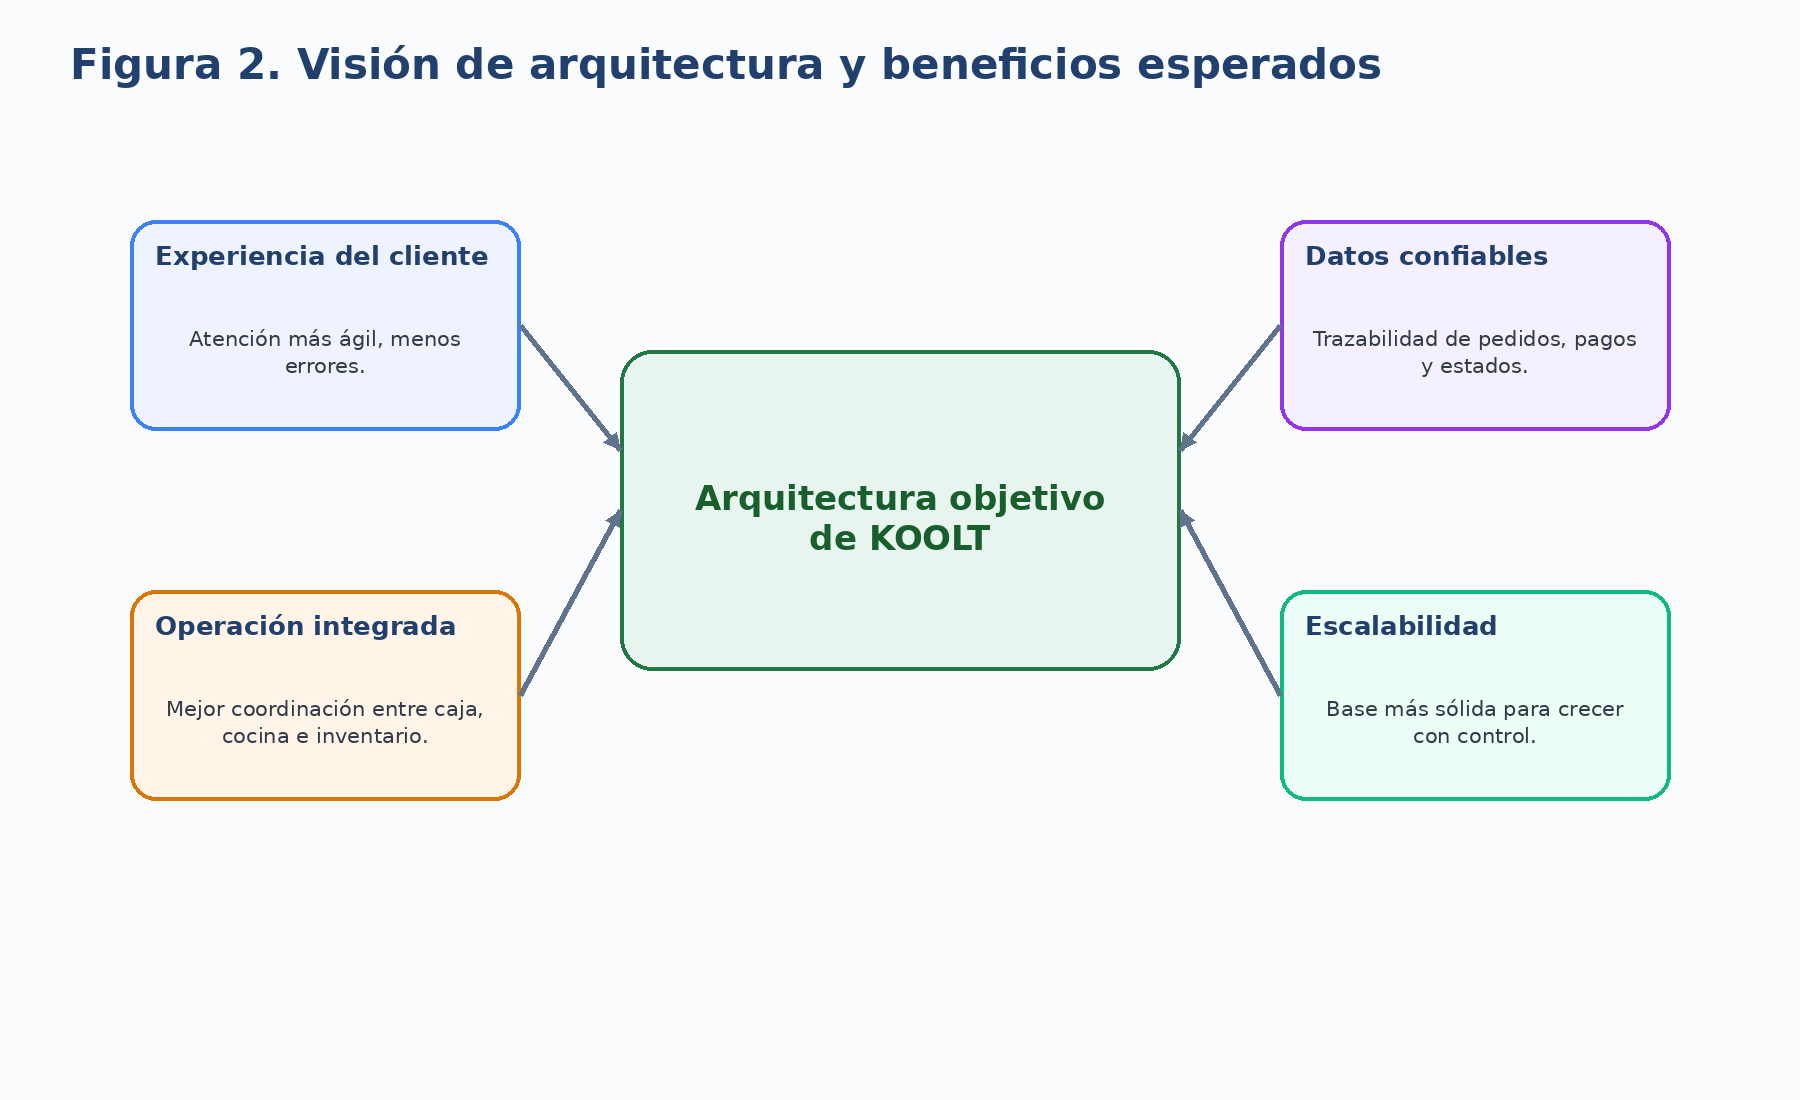 Figura 2. Visión de arquitectura y beneficios esperados
Experiencia del cliente
Atención más ágil, menos
errores.
Datos confiables
Trazabilidad de pedidos, pagos
y estados.
Arquitectura objetivo
de KOOLT
Operación integrada
Mejor coordinación entre caja,
cocina e inventario.
Escalabilidad
Base más sólida para crecer
con control.